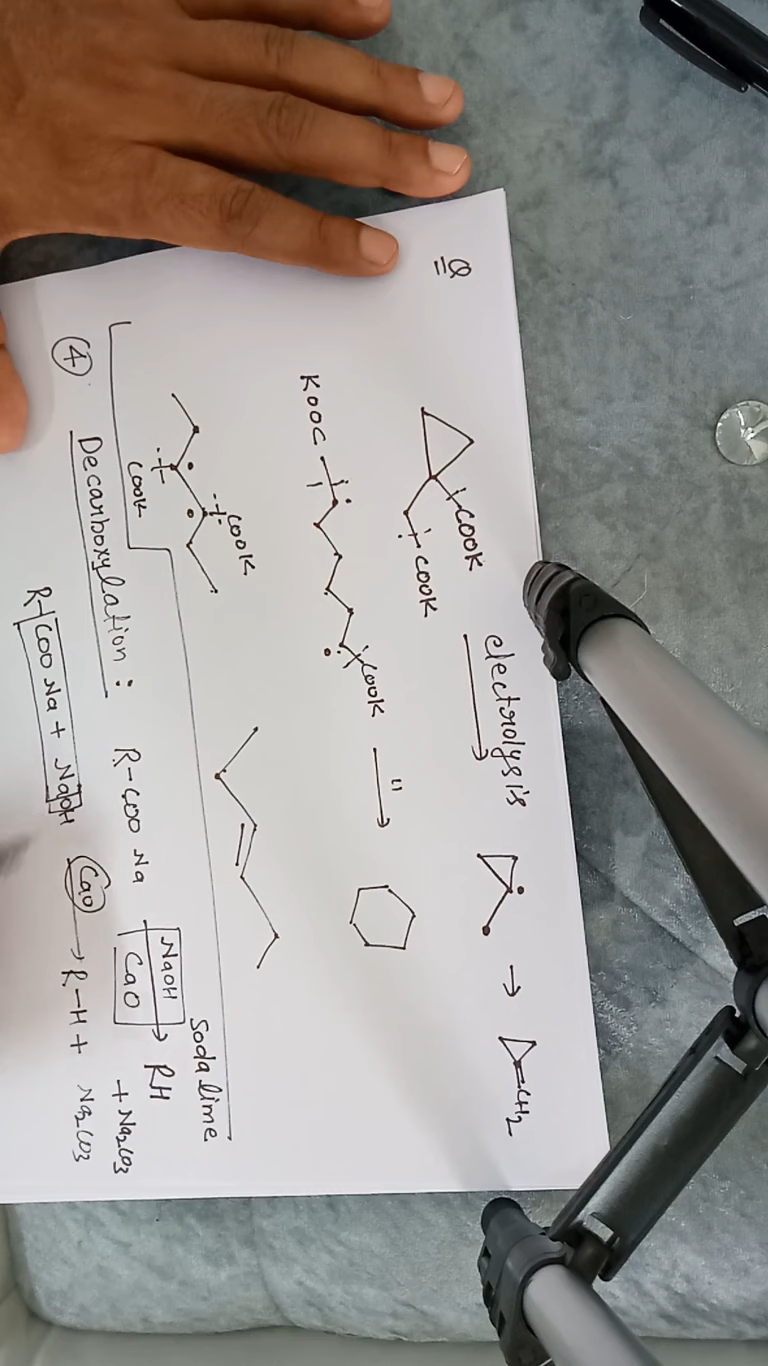 Q
COOK
COOK
electrolysis
→
→
=CH2
KOOC
COOK
"
→
COOK
COOK
④ Decarboxylation :
R-COO Na
NaOH
CaO
→ RH
+ Na2CO3
Soda lime
R-COO Na + NaOH
CaO
→ R-H + Na2CO3